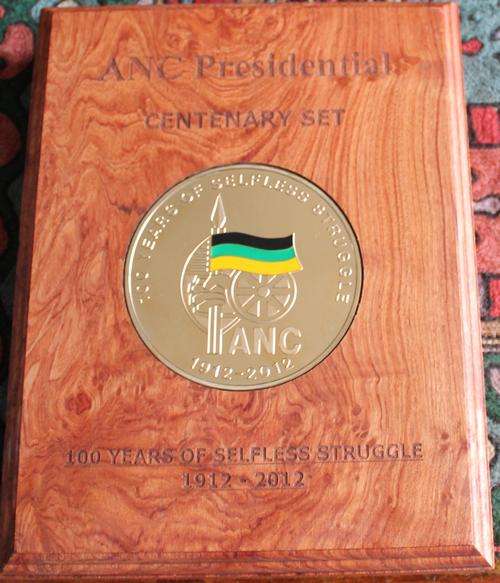 ANC Presidential
CENTENARY SET
100 YEARS OF SELFLESS STRUGGLE
ANC
1912-2012
100 YEARS OF SELFLESS STRUGGLE
1912 - 2012